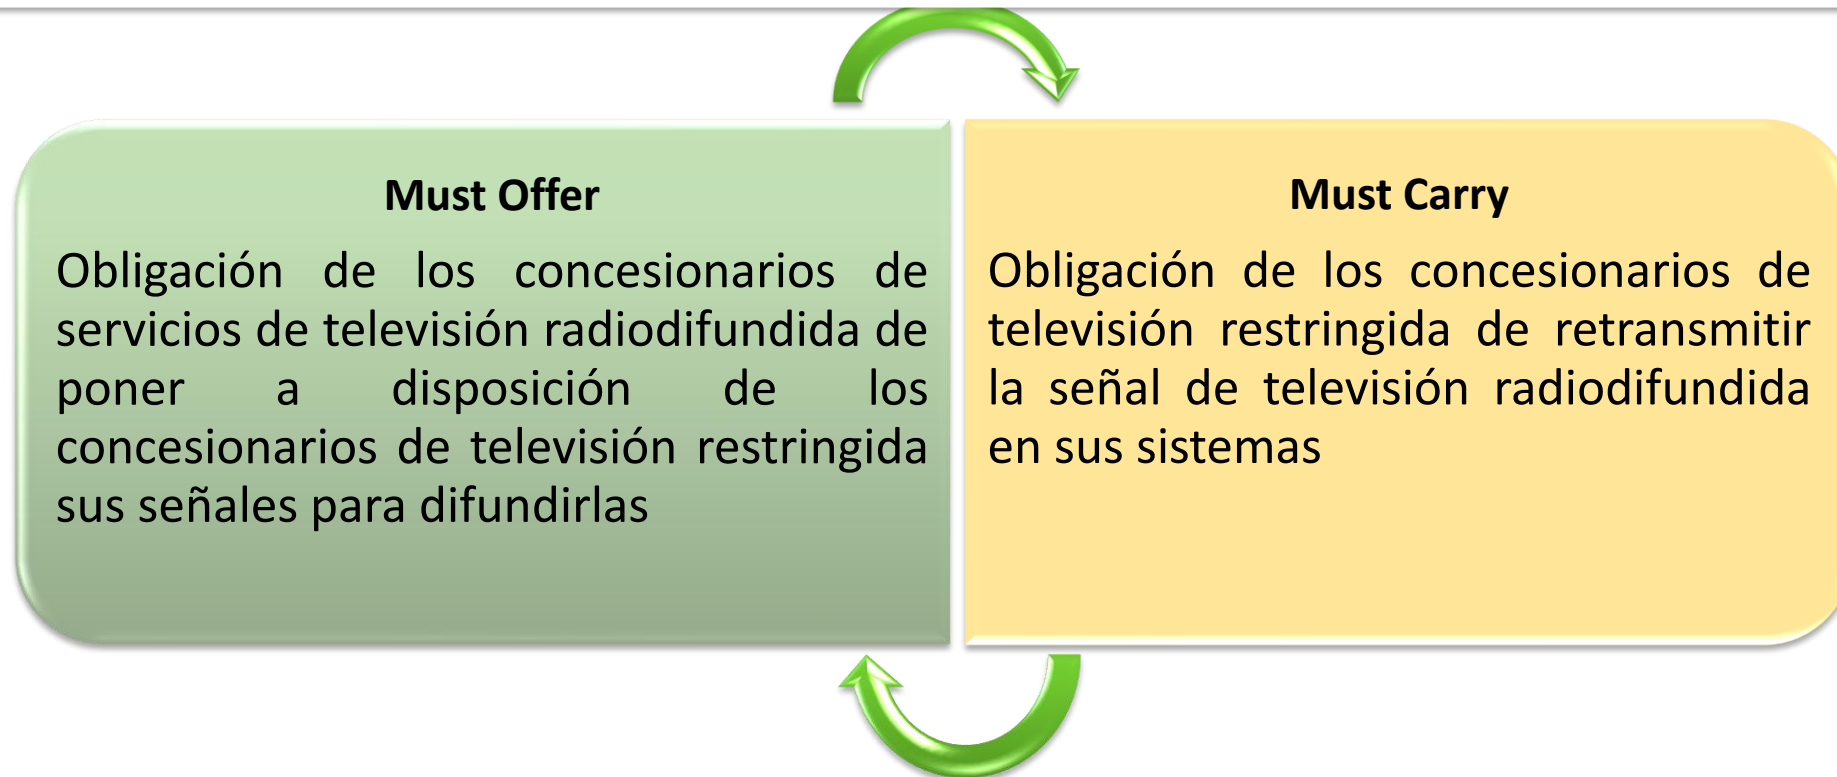 Must Offer
Obligación de los concesionarios de
servicios de televisión radiodifundida de
poner a disposición de los
concesionarios de televisión restringida
sus señales para difundirlas
Must Carry
Obligación de los concesionarios de
televisión restringida de retransmitir
la señal de televisión radiodifundida
en sus sistemas